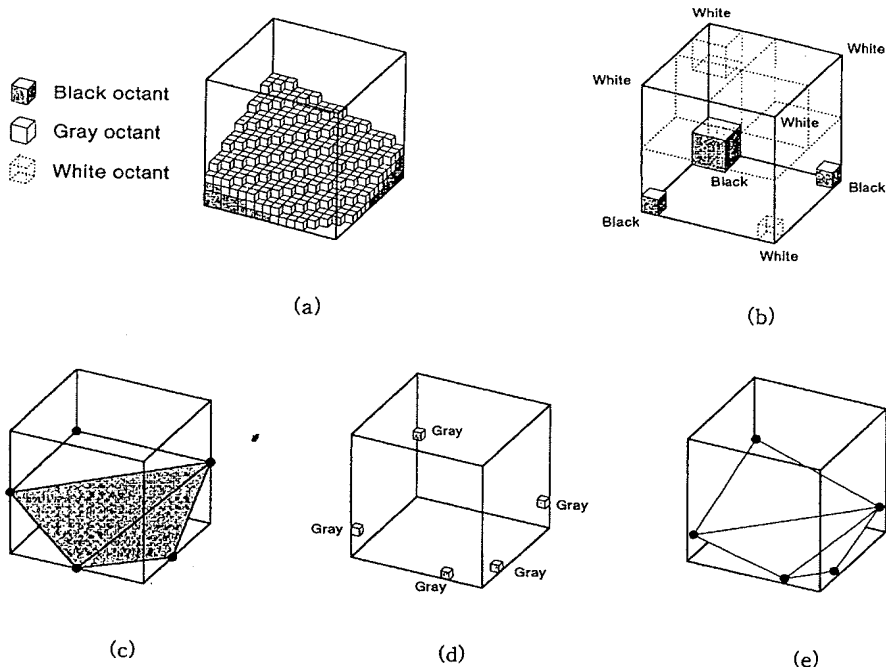 Black octant
Gray octant
White octant
(a)
White
White
White
White
Black
Black
Black
White
(b)
(c)
Gray
Gray
Gray
Gray
Gray
(d)
(e)